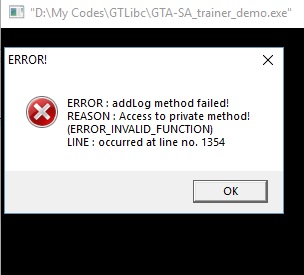 "D:\My Codes\GTLibc\GTA-SA_trainer_demo.exe"
ERROR!
ERROR : addLog method failed!
REASON : Access to private method!
(ERROR_INVALID_FUNCTION)
LINE : occurred at line no. 1354
OK